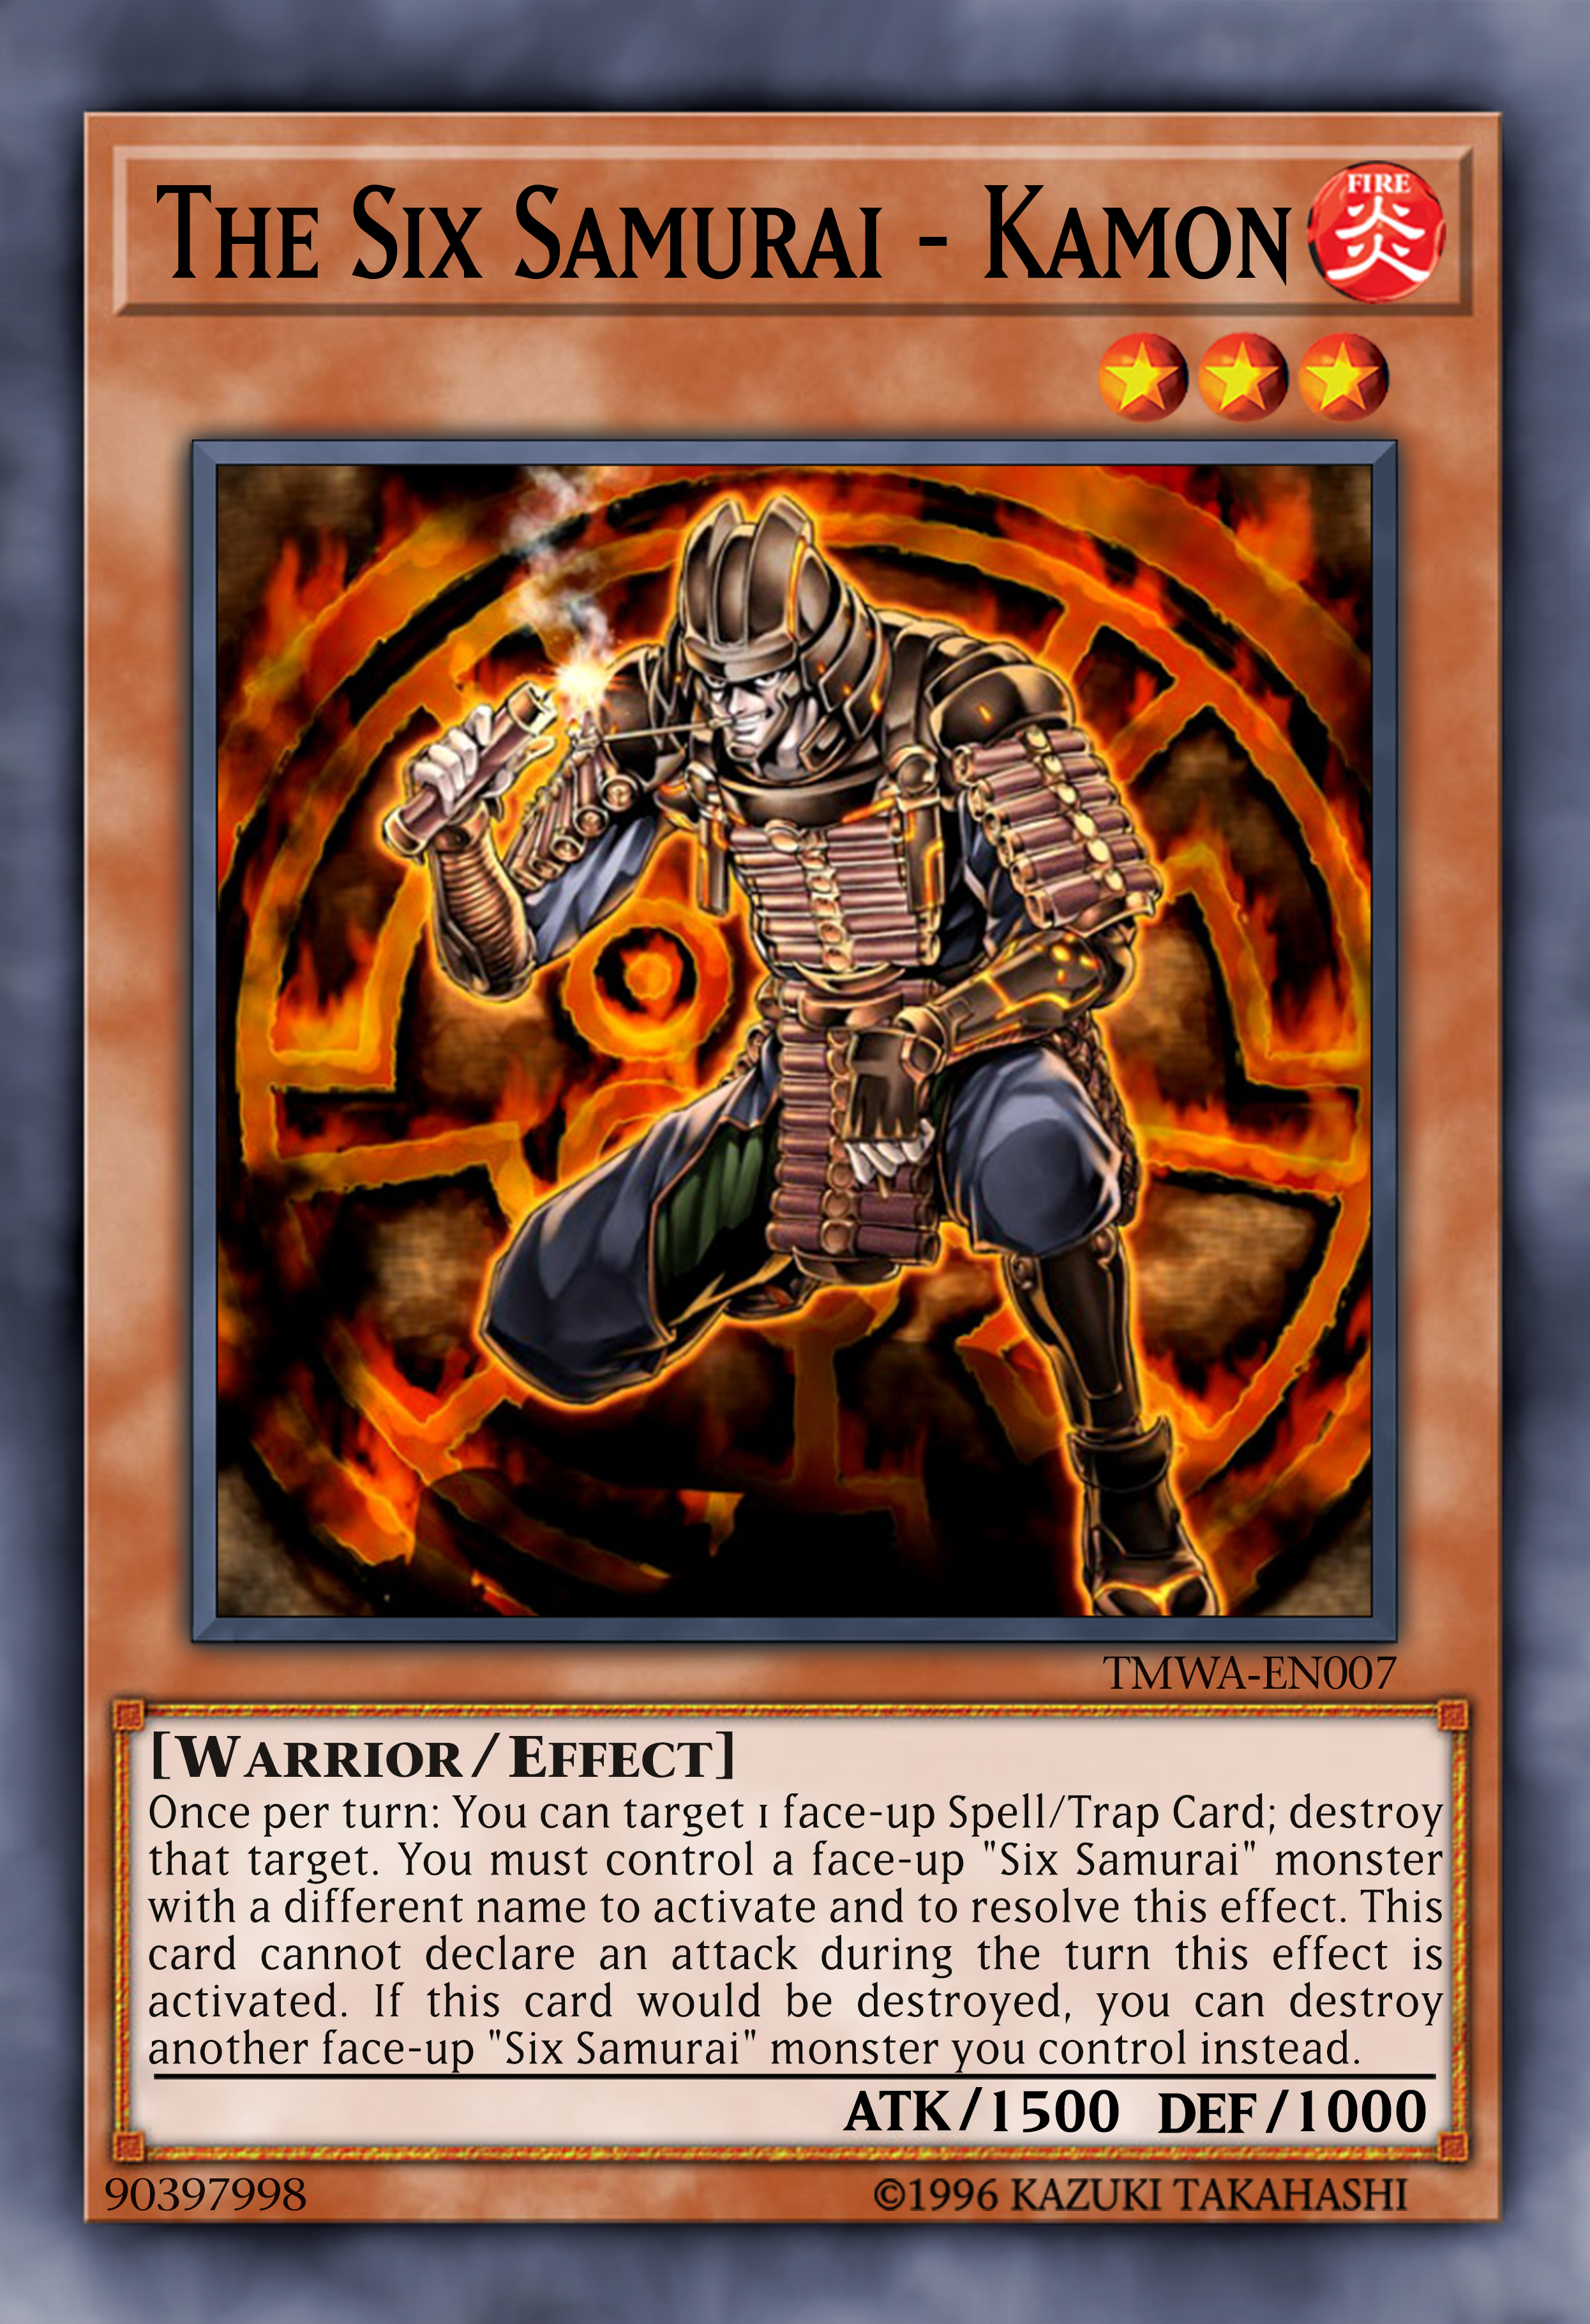 The Six Samurai - Kamon
FIRE
炎
TMWA-EN007
[Warrior/Effect]
Once per turn: You can target 1 face-up Spell/Trap Card; destroy
that target. You must control a face-up "Six Samurai" monster
with a different name to activate and to resolve this effect. This
card cannot declare an attack during the turn this effect is
activated. If this card would be destroyed, you can destroy
another face-up "Six Samurai" monster you control instead.
ATK/1500 DEF/1000
90397998
©1996 KAZUKI TAKAHASHI